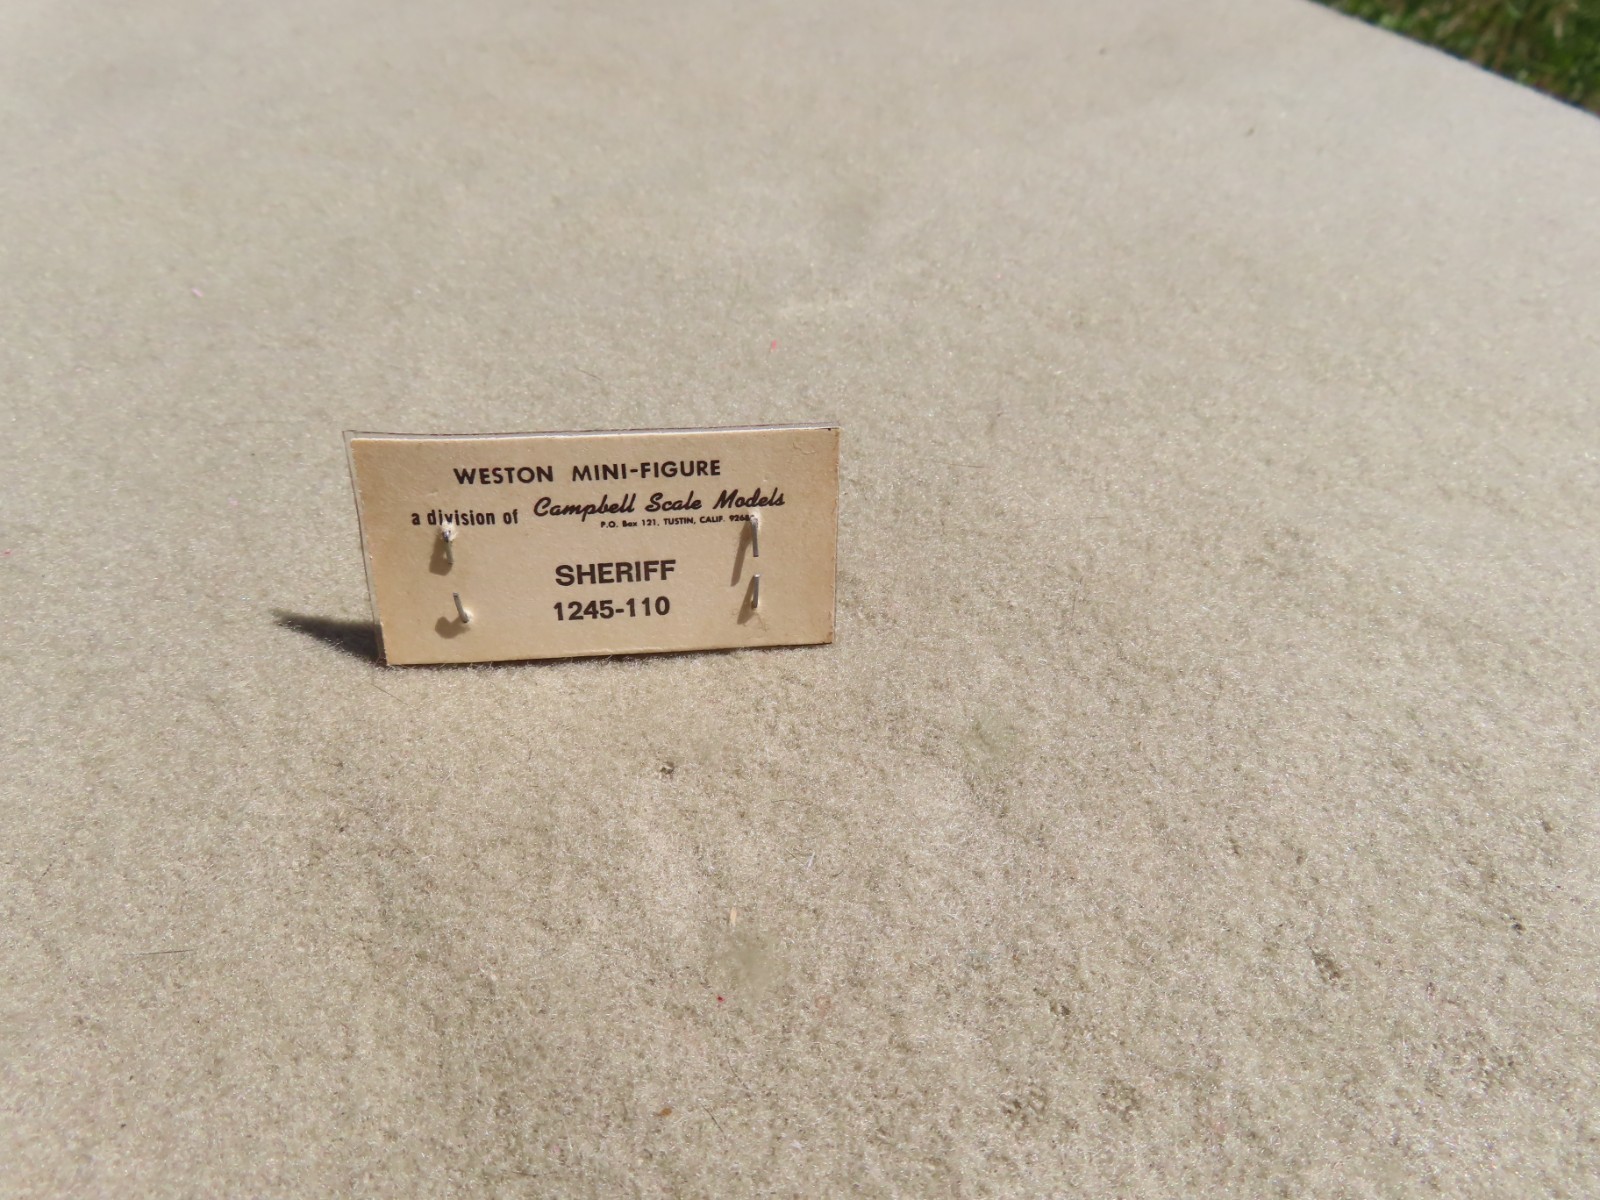 WESTON MINI-FIGURE
a division of Campbell Scale Models
P.O. Box 121, TUSTIN, CALIF.
SHERIFF
1245-110